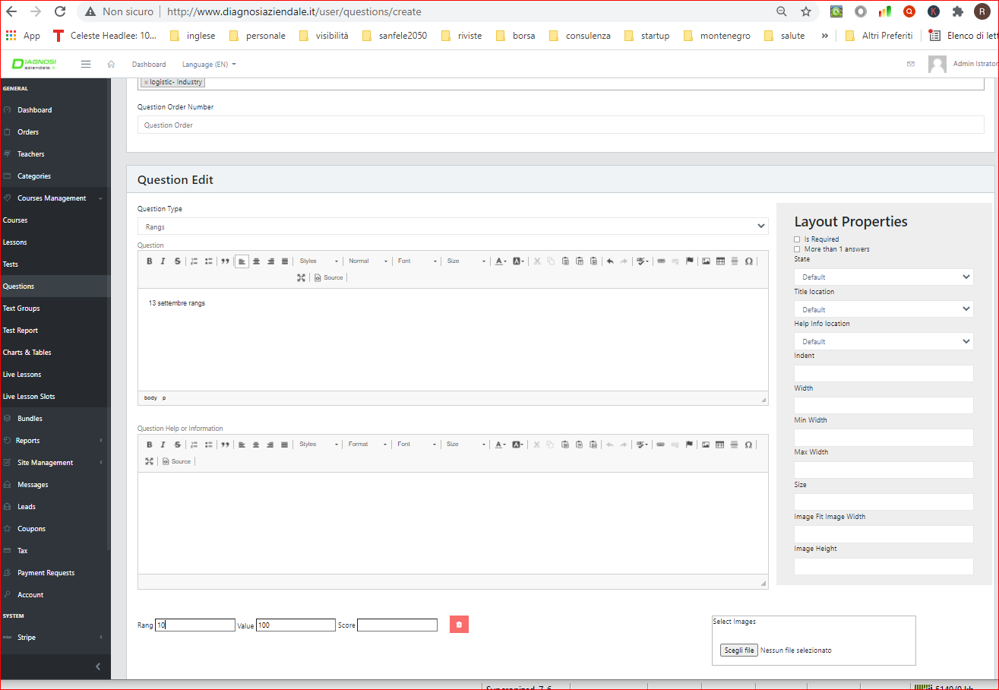 Non sicuro | http://www.diagnosiaziendale.it/user/questions/create
R
App Celeste Headlee: 10... inglese personale visibilità sanfele2050 riviste borsa consulenza startup montenegro salute » Altri Preferiti Elenco di lett
DIAGNOSI
aziendale.it
Dashboard Language (EN) Admin Istrator
GENERAL
Dashboard
Orders
Teachers
Categories
Courses Management
Courses
Lessons
Tests
Questions
Text Groups
Test Report
Charts & Tables
Live Lessons
Live Lesson Slots
Bundles
Reports
Site Management
Messages
Leads
Coupons
Tax
Payment Requests
Account
SYSTEM
Stripe
× logistic- Industry
Question Order Number
Question Order
Question Edit
Question Type
Rangs
Question
B I S Styles Normal Font Size A A Ω
Source
13 settembre rangs
body p
Question Help or Information
B I S Styles Format Font Size A A Ω
Source
Rang 10 Value 100 Score
Layout Properties
Is Required
More than 1 answers
State
Default
Title location
Default
Help Info location
Default
Indent
Width
Min Width
Max Width
Size
Image Fit Image Width
Image Height
Select Images
Scegli file Nessun file selezionato